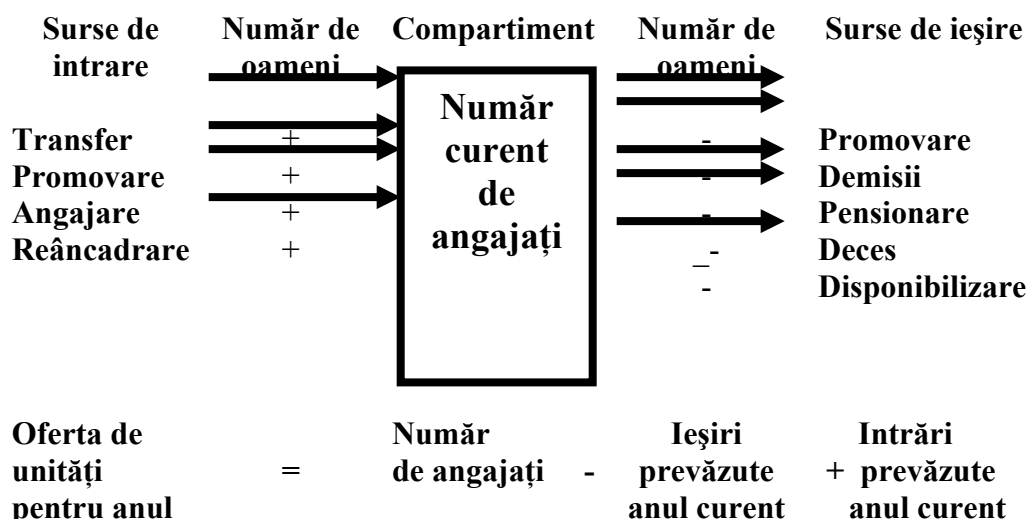 Surse de Număr de Compartiment Număr de Surse de ieşire
intrare oameni oameni
Număr
curent
de
angajați
Transfer + - Promovare
Promovare + - Demisii
Angajare + - Pensionare
Reâncadrare + _- Deces
- Disponibilizare
Oferta de Număr Ieşiri Intrări
unități = de angajați - prevăzute + prevăzute
pentru anul anul curent anul curent